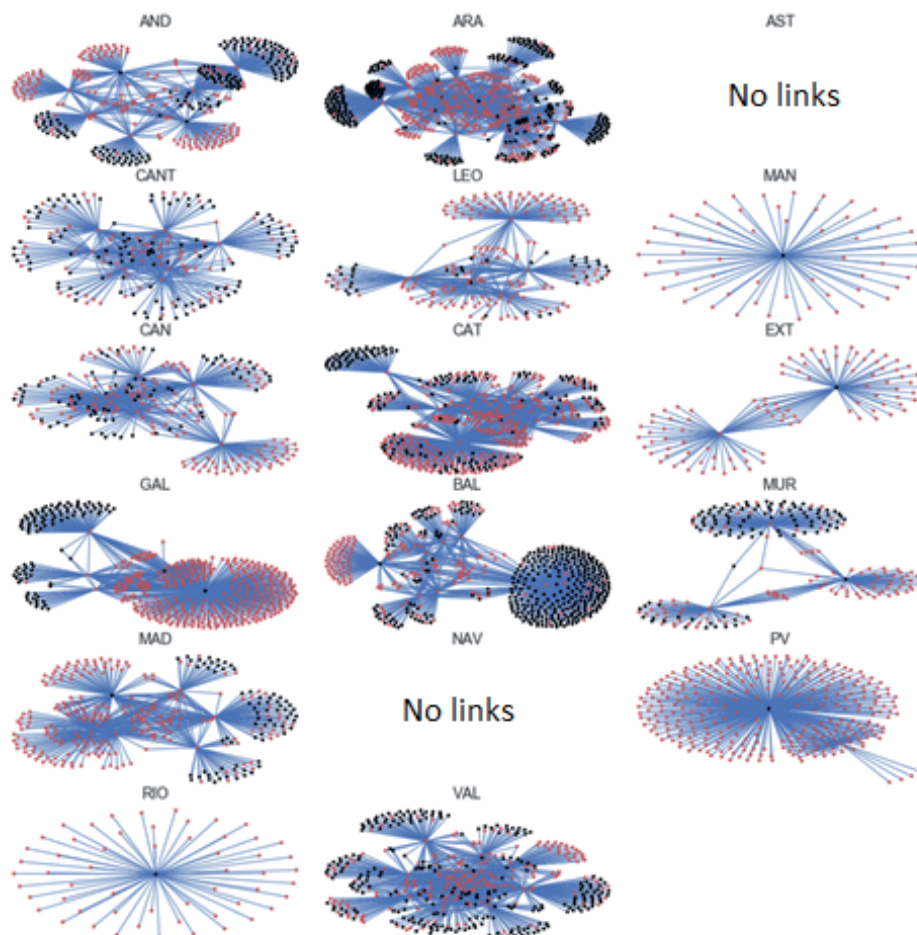 AND
ARA
AST
No links
CANT
LEO
MAN
CAN
CAT
EXT
GAL
BAL
MUR
MAD
NAV
PV
No links
RIO
VAL